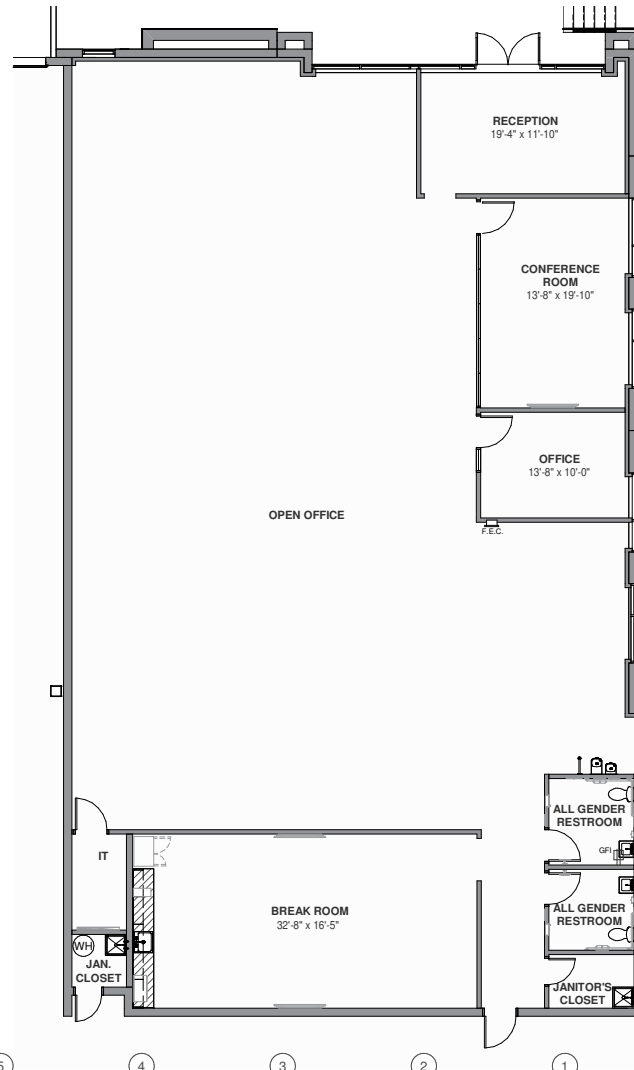 RECEPTION
19'-4" x 11'-10"
CONFERENCE
ROOM
13'-8" x 19'-10"
OFFICE
13'-8" x 10'-0"
OPEN OFFICE
F.E.C.
ALL GENDER
RESTROOM
GFI
IT
BREAK ROOM
32'-8" x 16'-5"
ALL GENDER
RESTROOM
WH
JAN.
CLOSET
JANITOR'S
CLOSET
5
4
3
2
1